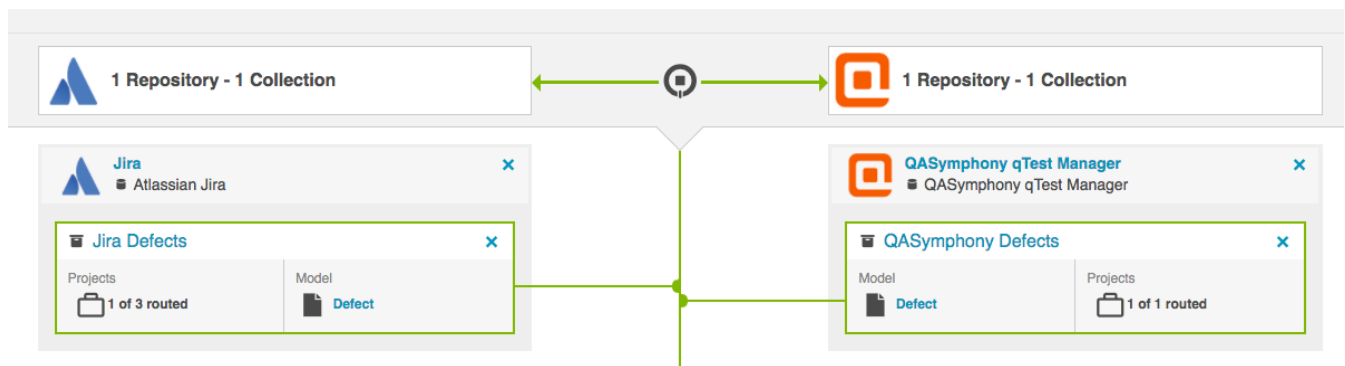 1 Repository - 1 Collection
1 Repository - 1 Collection
Jira
Atlassian Jira
Jira Defects
Projects
1 of 3 routed
Model
Defect
QASymphony qTest Manager
QASymphony qTest Manager
QASymphony Defects
Model
Defect
Projects
1 of 1 routed